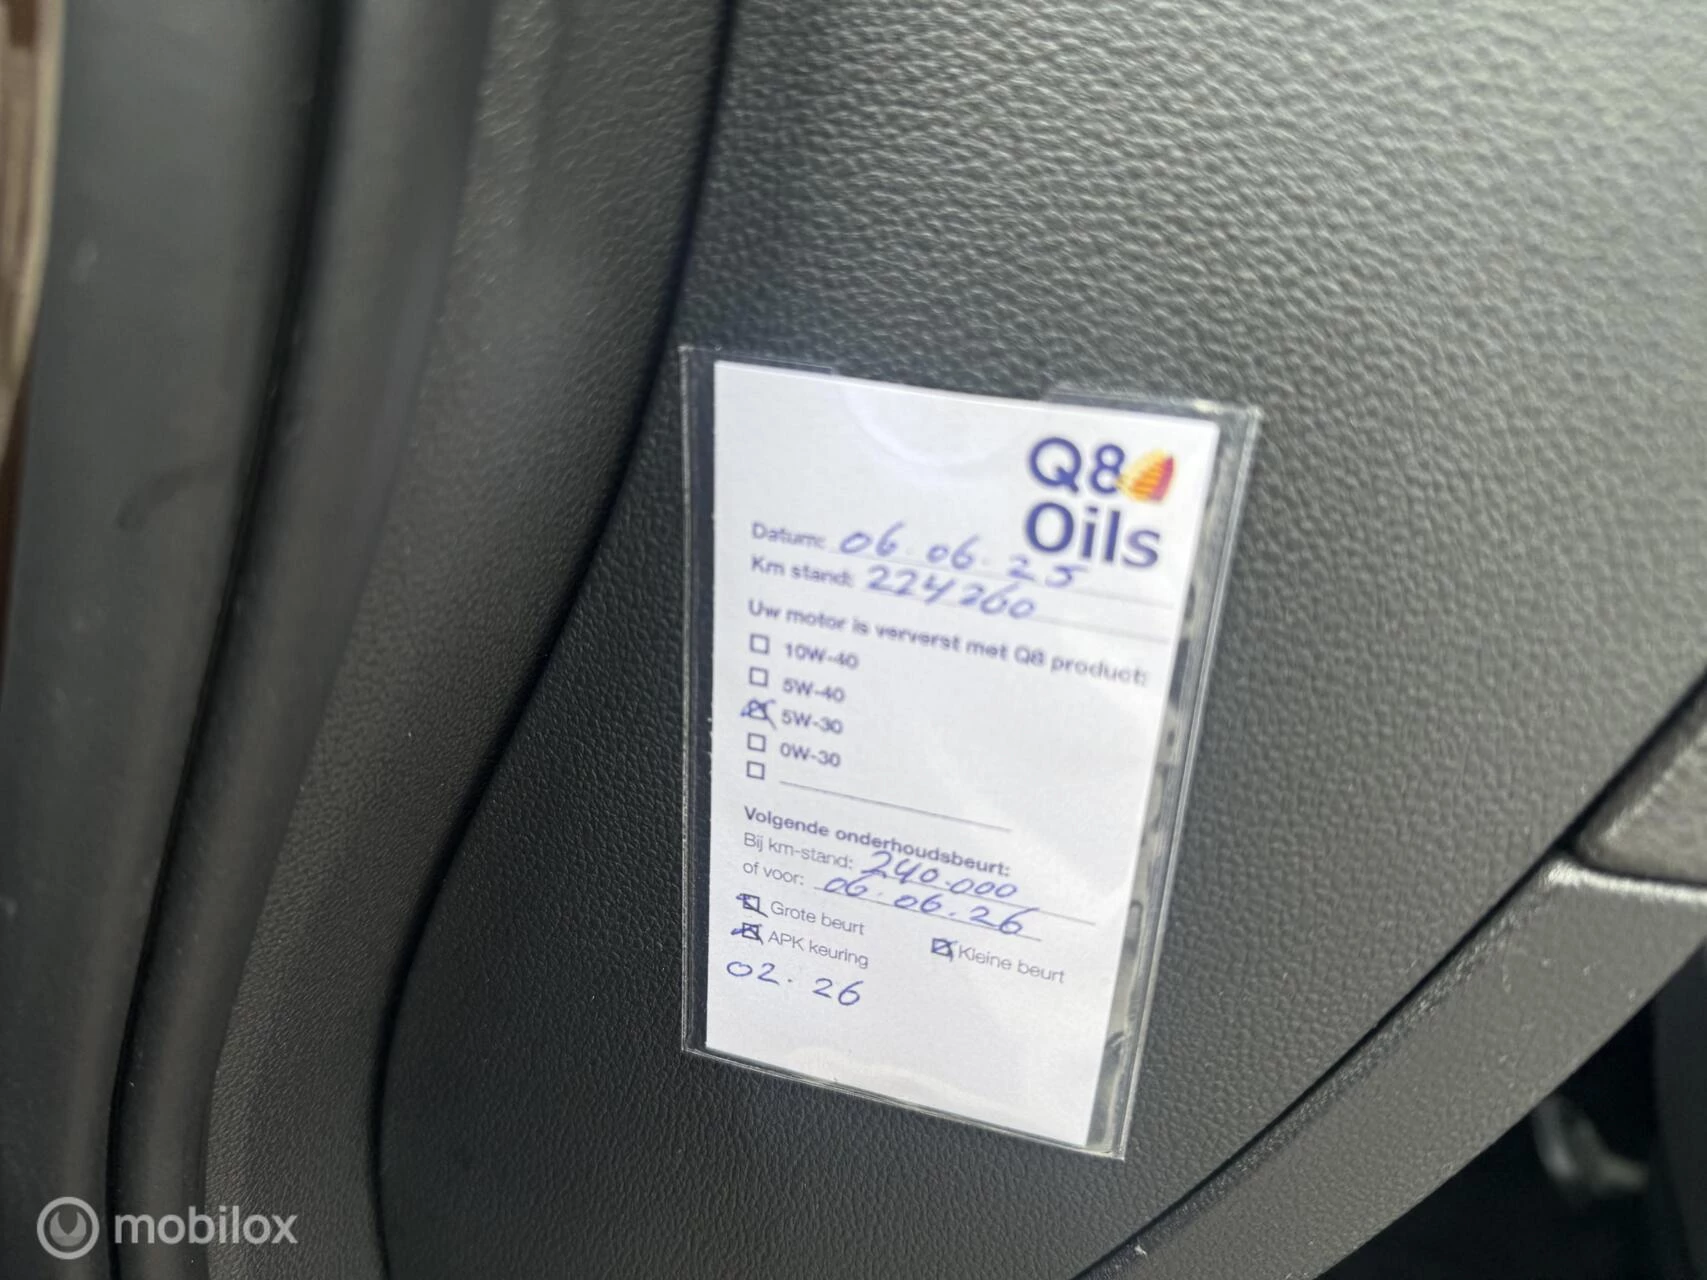 Q8
Oils
Datum: 06.06.25
Km stand: 224260
Uw motor is ververst met Q8 product:
10W-40
5W-40
5W-30
0W-30
Volgende onderhoudsbeurt:
Bij km-stand: 240.000
of voor: 06.06.26
Grote beurt
Kleine beurt
APK keuring
02.26
mobilox